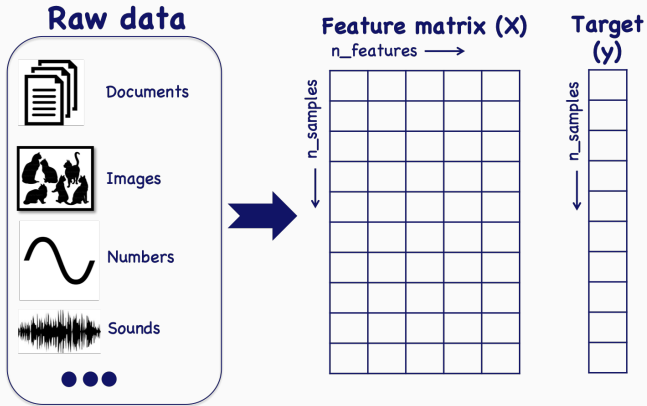 Raw data
Documents
Images
Numbers
Sounds
Feature matrix (X)
n_features
n_samples
Target
(y)
n_samples